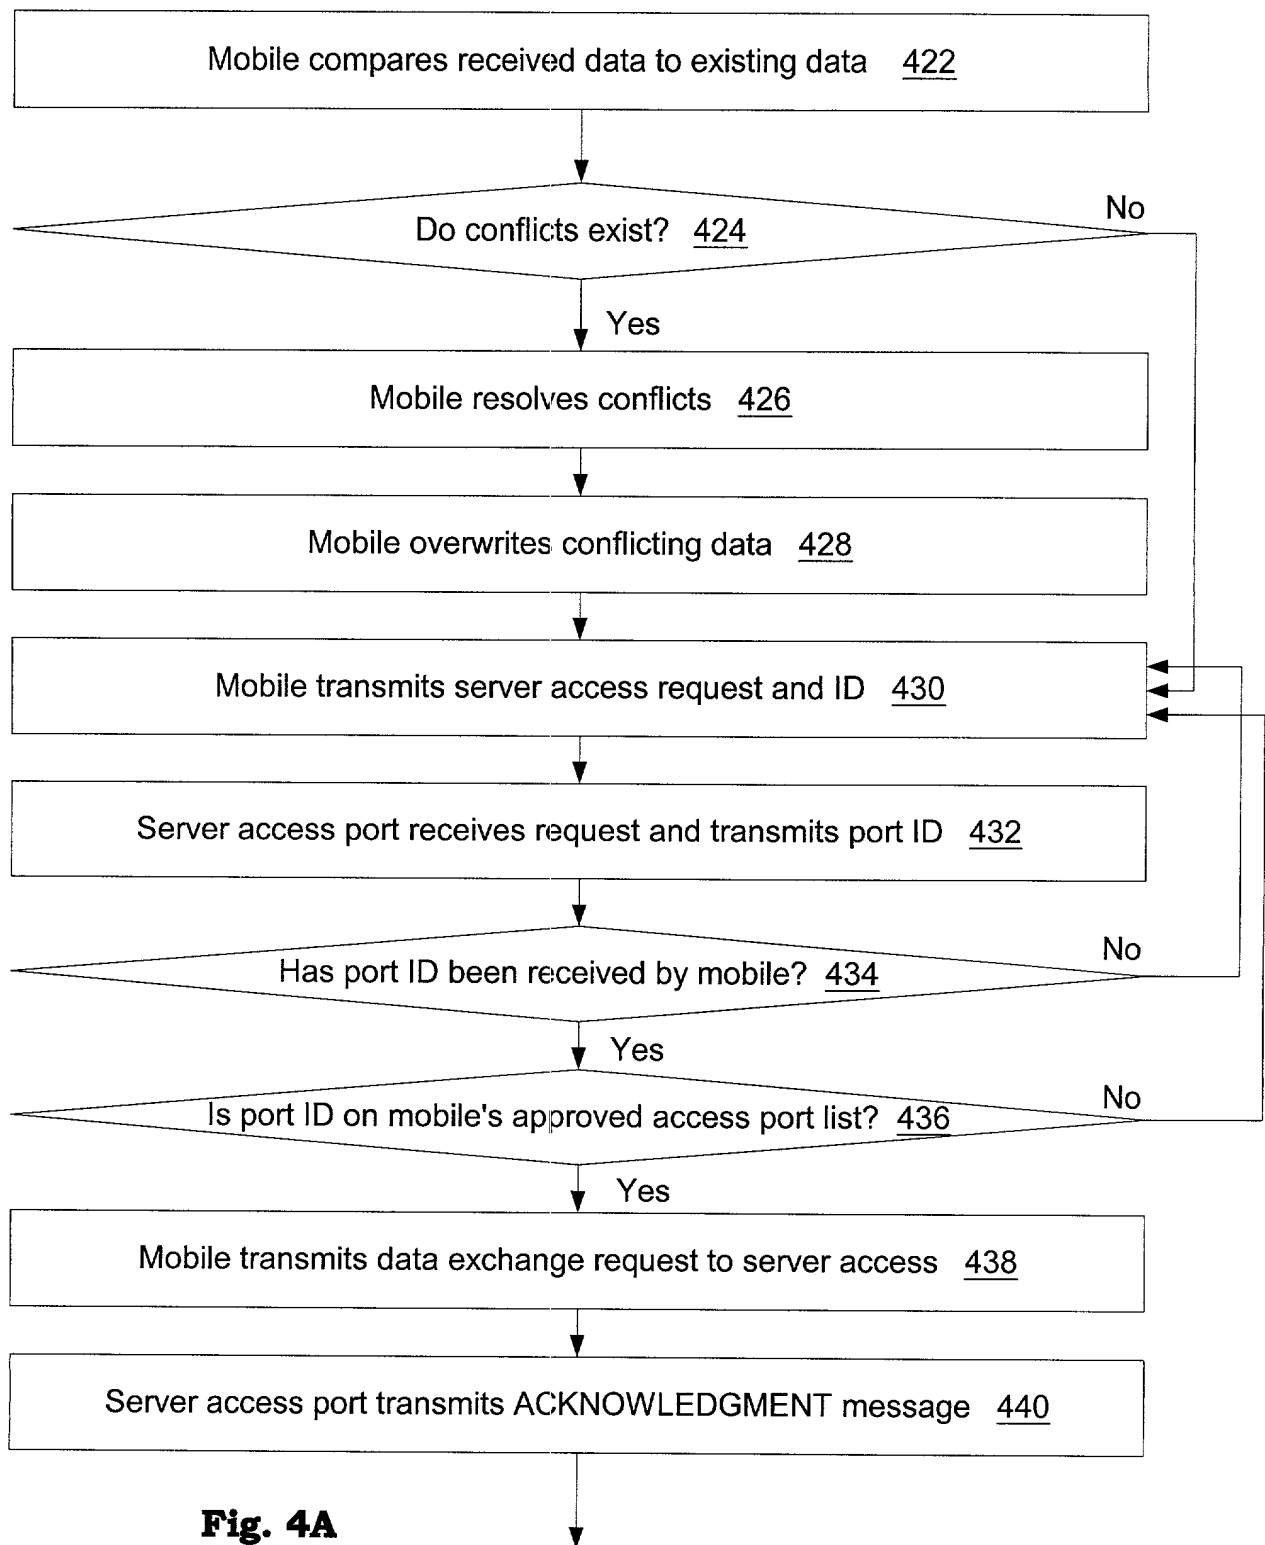 Mobile compares received data to existing data 422
Do conflicts exist? 424
No
Yes
Mobile resolves conflicts 426
Mobile overwrites conflicting data 428
Mobile transmits server access request and ID 430
Server access port receives request and transmits port ID 432
Has port ID been received by mobile? 434
No
Yes
Is port ID on mobile's approved access port list? 436
No
Yes
Mobile transmits data exchange request to server access 438
Server access port transmits ACKNOWLEDGMENT message 440
Fig. 4A